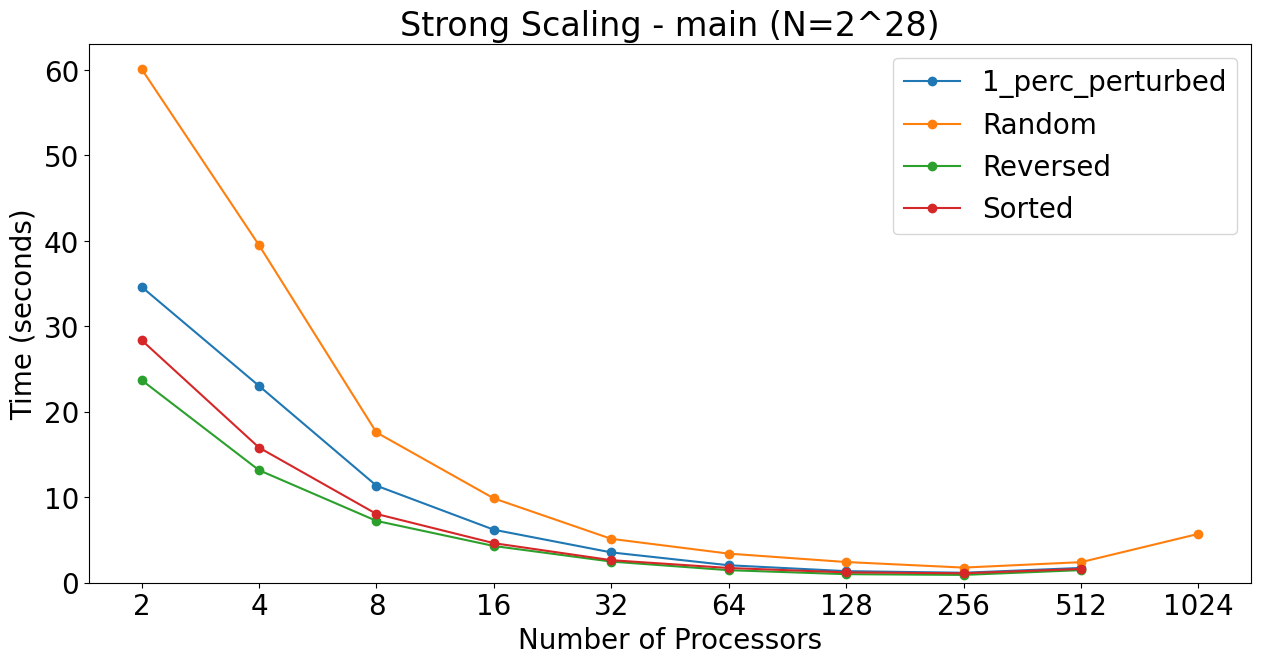 Strong Scaling - main (N=2^28)
60
50
40
30
20
10
0
Time (seconds)
1_perc_perturbed
Random
Reversed
Sorted
2 4 8 16 32 64 128 256 512 1024
Number of Processors